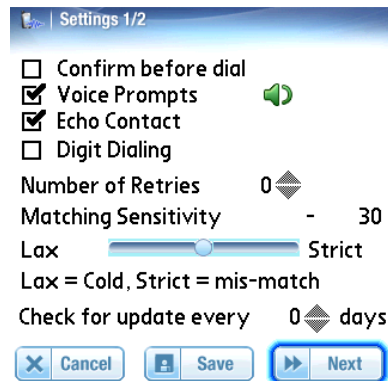 Settings 1/2
Confirm before dial
Voice Prompts
Echo Contact
Digit Dialing
Number of Retries 0
Matching Sensitivity - 30
Lax Strict
Lax = Cold, Strict = mis-match
Check for update every 0 days
Cancel Save Next